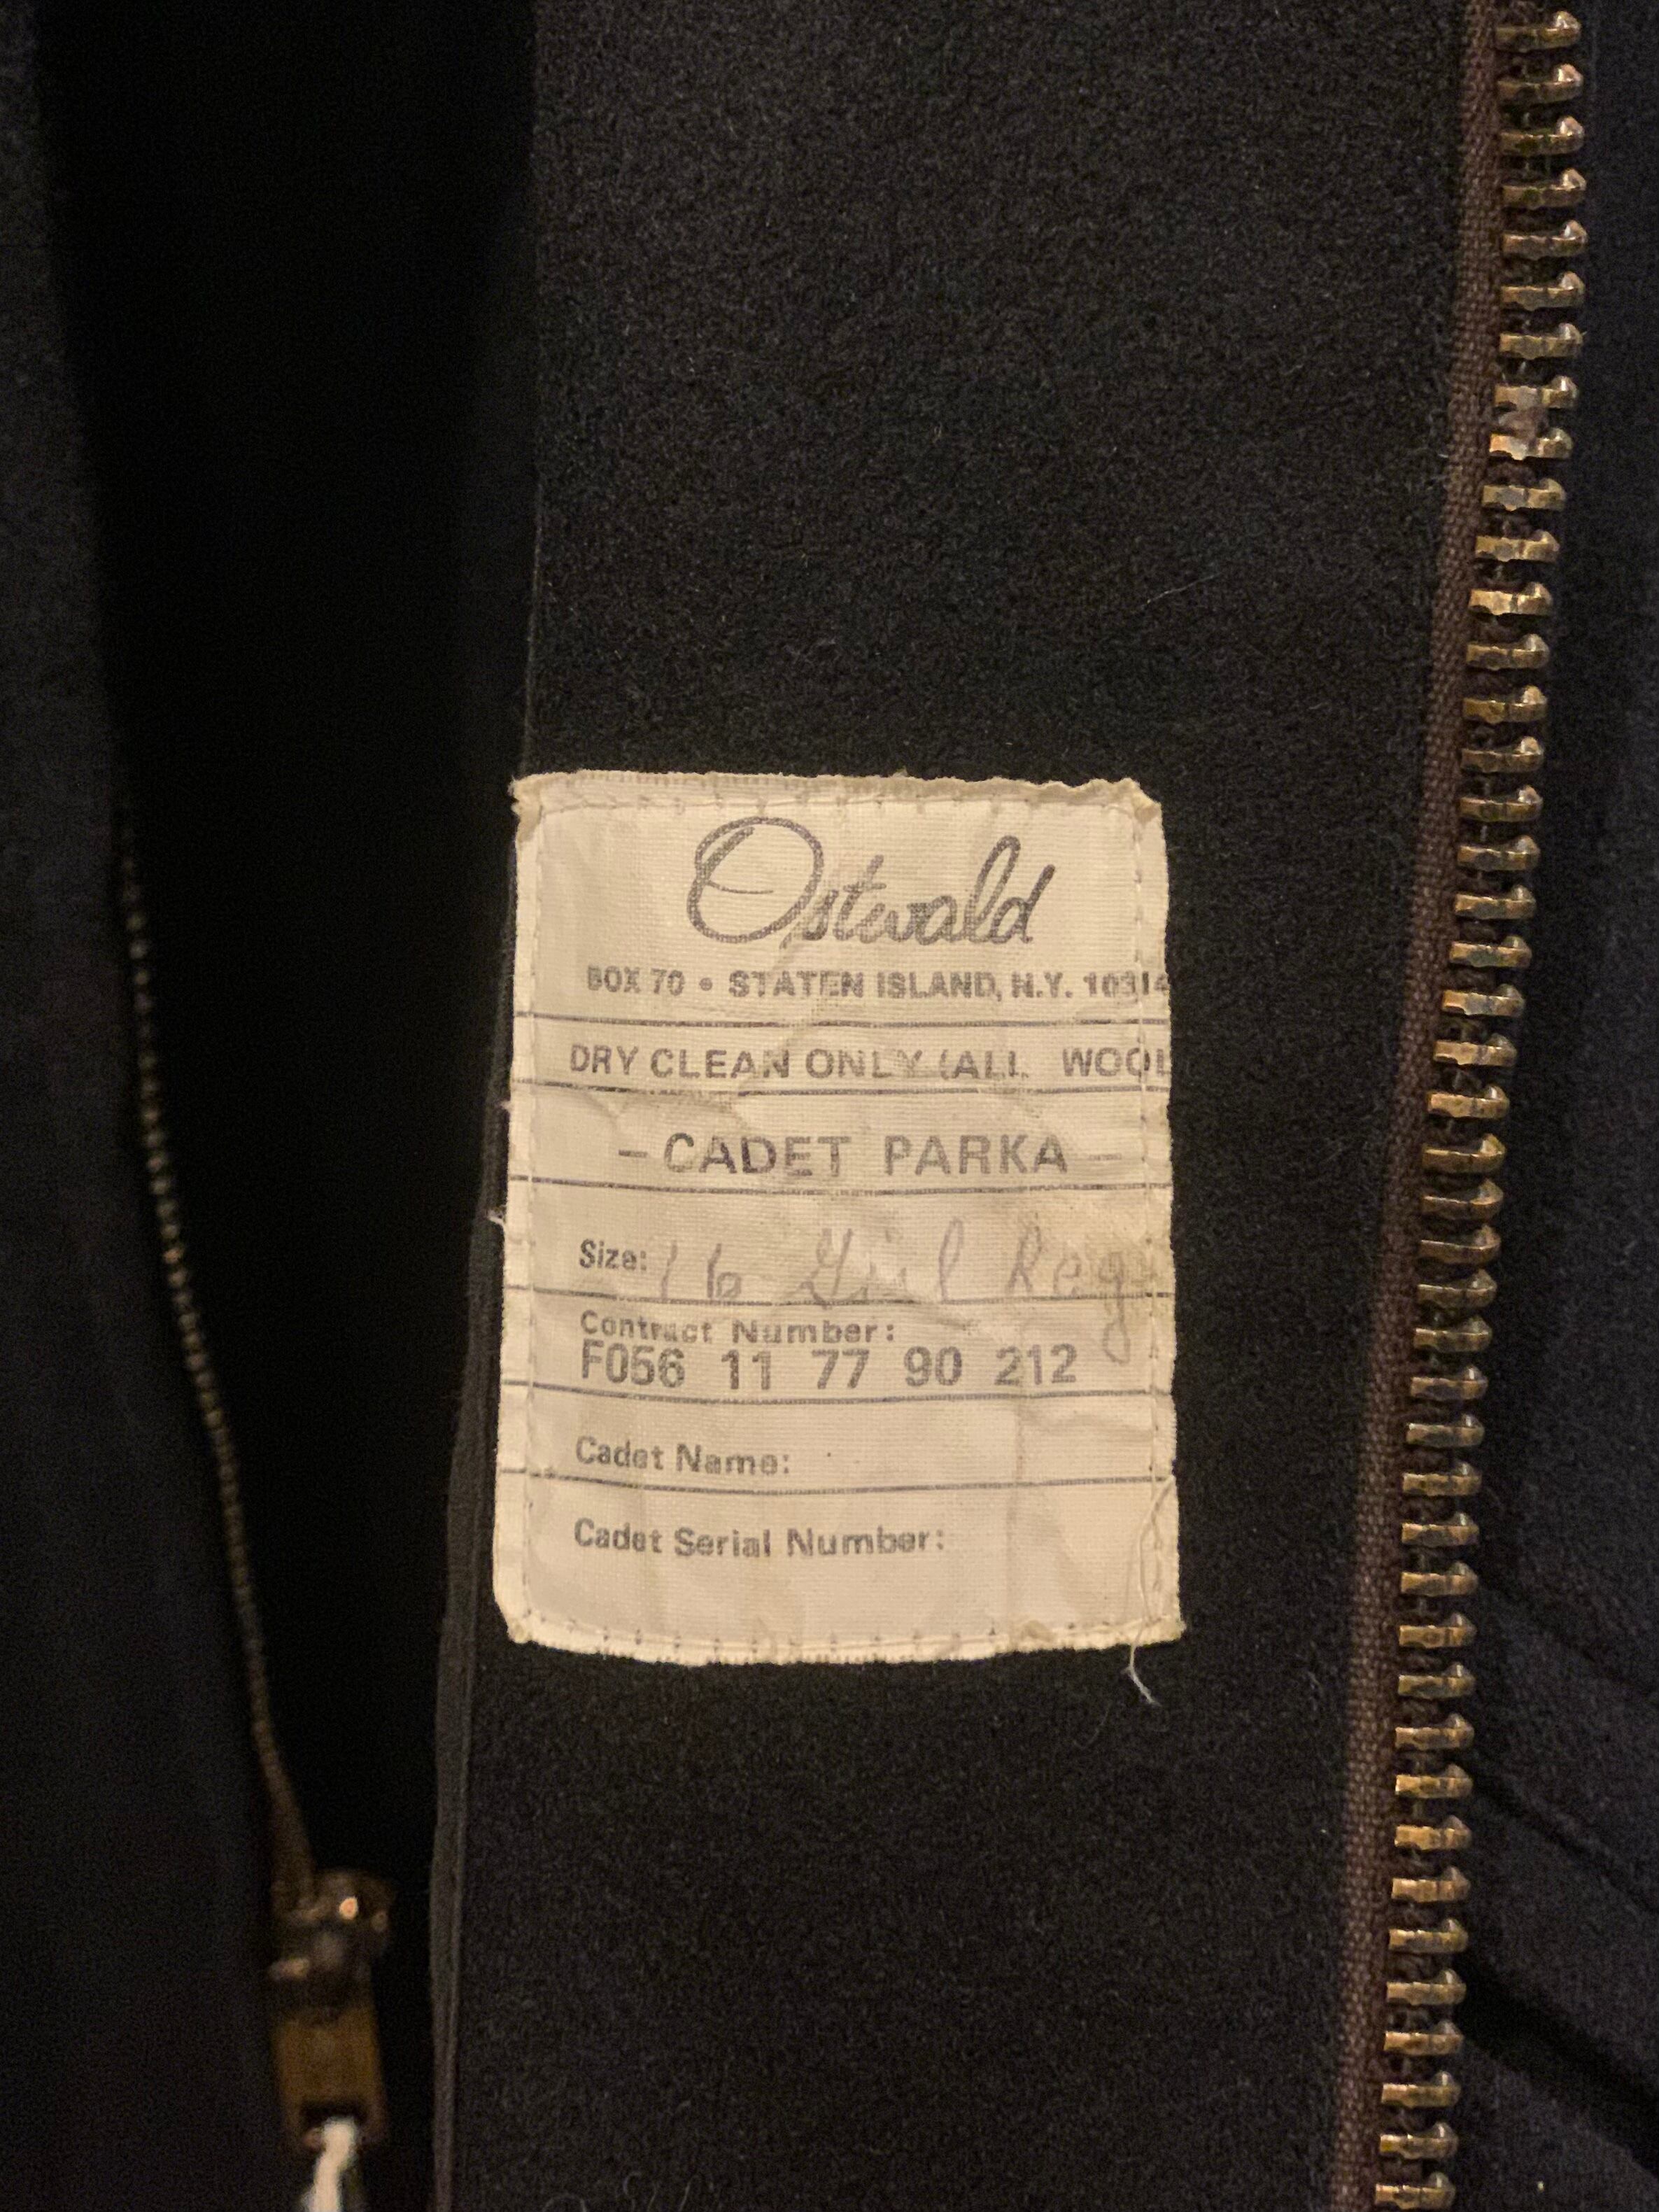 Ostwald
BOX 70 • STATEN ISLAND, N.Y. 10314
DRY CLEAN ONLY (ALL WOOL
– CADET PARKA –
Size: 16 Girl Reg
Contract Number:
F056 11 77 90 212
Cadet Name:
Cadet Serial Number: